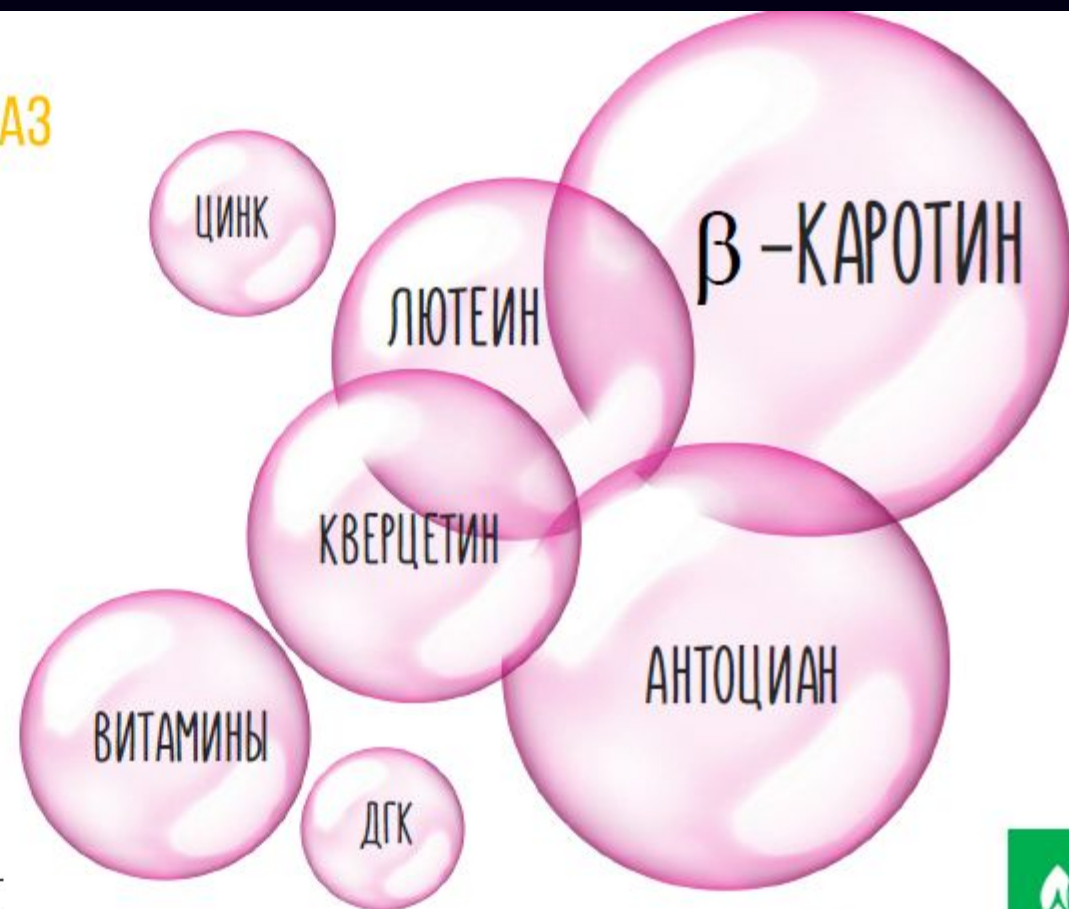 АЗ
ЦИНК
β-КАРОТИН
ЛЮТЕИН
КВЕРЦЕТИН
АНТОЦИАН
ВИТАМИНЫ
ДГК